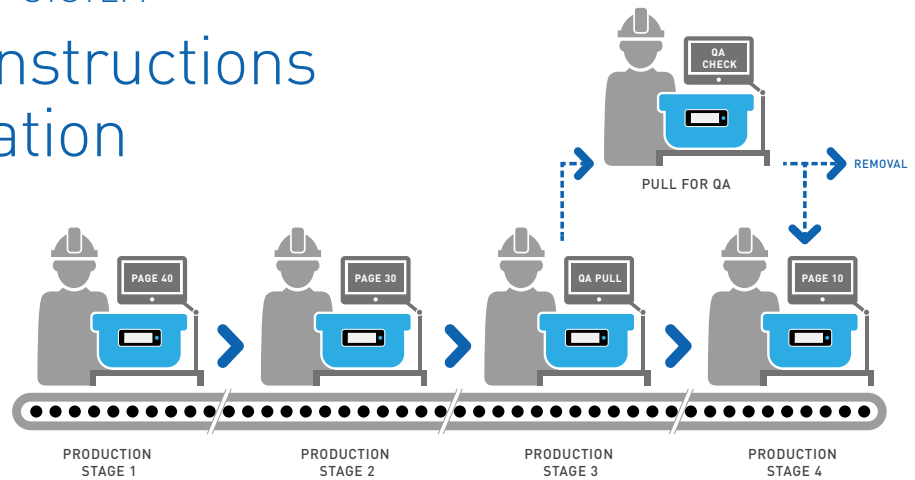 nstructions
ation
QA
CHECK
REMOVAL
PULL FOR QA
PAGE 40
PAGE 30
QA PULL
PAGE 10
PRODUCTION
STAGE 1
PRODUCTION
STAGE 2
PRODUCTION
STAGE 3
PRODUCTION
STAGE 4